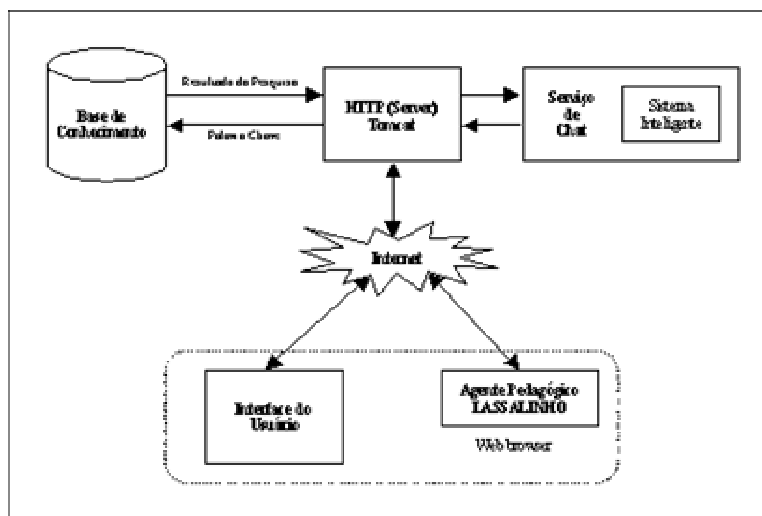 Resultado da Pesquisa
Base de
Conhecimento
Palavra Chave
HTTP (Server)
Tomcat
Serviço
de
Chat
Sistema
Inteligente
Internet
Interface do
Usuário
Agente Pedagógico
LASSALINHO
Web browser